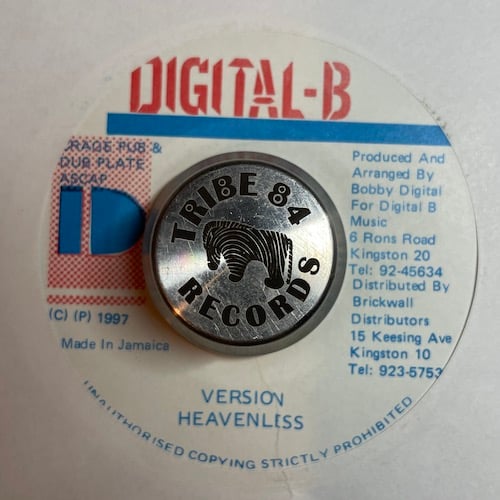 DIGITAL-B
RAGE PUB &
DUB PLATE
ASCAP
D
Produced And
Arranged By
Bobby Digital
For Digital B
Music
6 Rons Road
Kingston 20
Tel: 92-45634
Distributed By
Brickwall
Distributors
15 Keesing Ave
Kingston 10
Tel: 923-5753
TRIBE 84
RECORDS
(C) (P) 1997
Made In Jamaica
VERSION
HEAVENLESS
UNAUTHORISED COPYING STRICTLY PROHIBITED